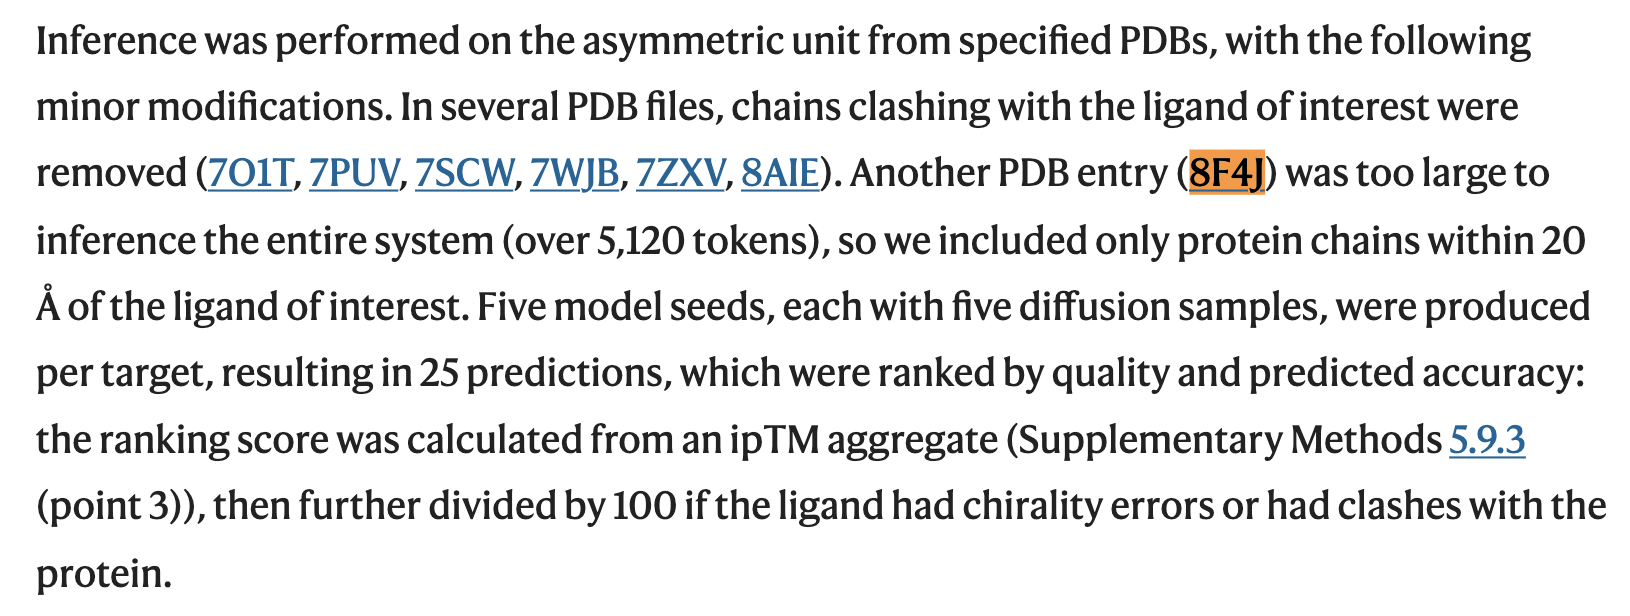 Inference was performed on the asymmetric unit from specified PDBs, with the following
minor modifications. In several PDB files, chains clashing with the ligand of interest were
removed (7O1T, 7PUV, 7SCW, 7WJB, 7ZXV, 8AIE). Another PDB entry (8F4J) was too large to
inference the entire system (over 5,120 tokens), so we included only protein chains within 20
Å of the ligand of interest. Five model seeds, each with five diffusion samples, were produced
per target, resulting in 25 predictions, which were ranked by quality and predicted accuracy:
the ranking score was calculated from an ipTM aggregate (Supplementary Methods 5.9.3
(point 3)), then further divided by 100 if the ligand had chirality errors or had clashes with the
protein.